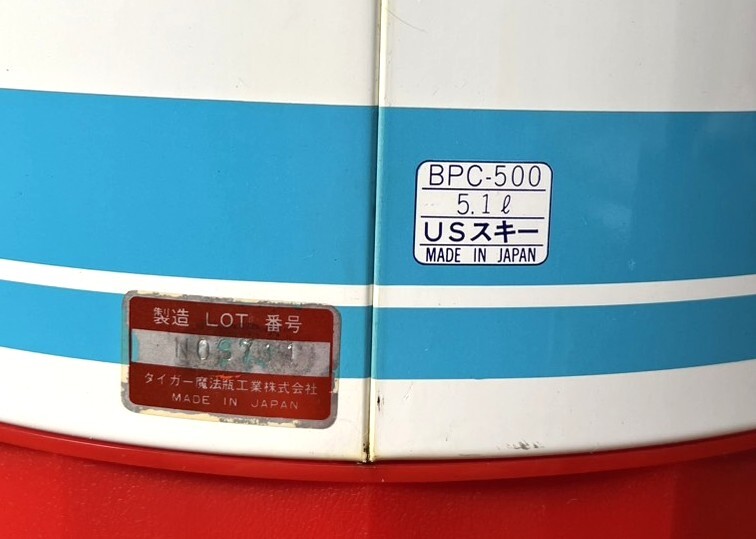 BPC-500
5.1ℓ
USスキー
MADE IN JAPAN
製造 LOT 番号
タイガー魔法瓶工業株式会社
MADE IN JAPAN